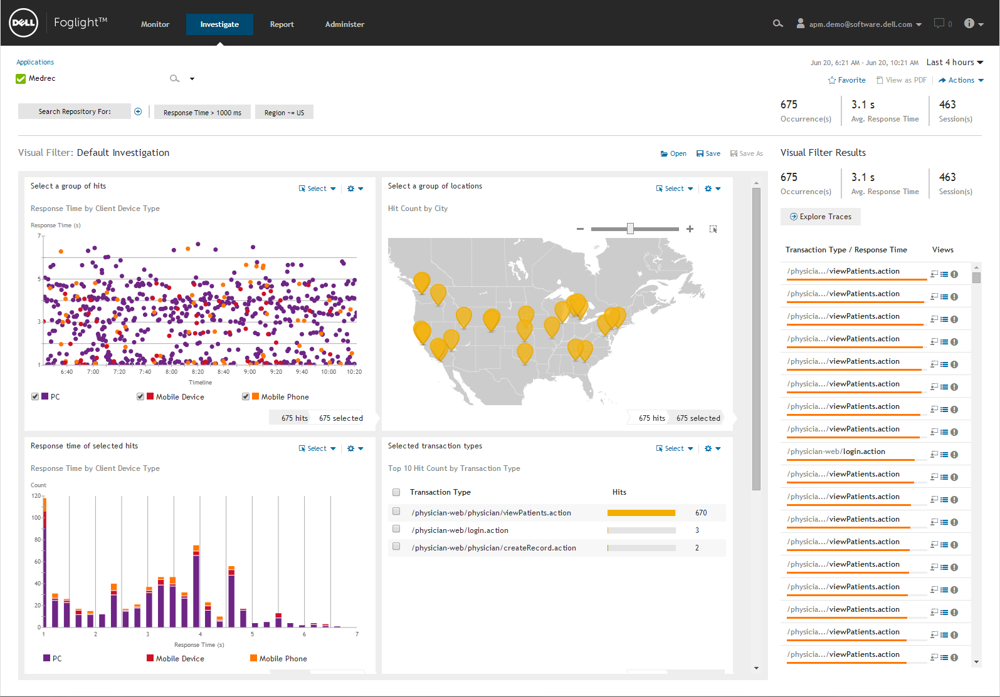 DELL
Foglight™
Monitor
Investigate
Report
Administer
apm.demo@software.dell.com
0
Applications
Medrec
Jun 20, 6:21 AM - Jun 20, 10:21 AM
Last 4 hours
Favorite
View as PDF
Actions
Search Repository For:
Response Time > 1000 ms
Region ~= US
675
Occurrence(s)
3.1 s
Avg. Response Time
463
Session(s)
Visual Filter: Default Investigation
Open
Save
Save As
Select a group of hits
Select
Response Time by Client Device Type
Response Time (s)
7
5
3
1
6:40
7:00
7:20
7:40
8:00
8:20
8:40
9:00
9:20
9:40
10:00
10:20
Timeline
PC
Mobile Device
Mobile Phone
675 hits
675 selected
Select a group of locations
Select
Hit Count by City
675 hits
675 selected
Response time of selected hits
Select
Response Time by Client Device Type
Count
120
100
80
60
40
20
0
1
2
3
4
5
6
7
Response Time (s)
PC
Mobile Device
Mobile Phone
Selected transaction types
Select
Top 10 Hit Count by Transaction Type
Transaction Type
Hits
/physician-web/physician/viewPatients.action
670
/physician-web/login.action
3
/physician-web/physician/createRecord.action
2
Visual Filter Results
675
Occurrence(s)
3.1 s
Avg. Response Time
463
Session(s)
Explore Traces
Transaction Type / Response Time
Views
/physicia.../viewPatients.action
/physicia.../viewPatients.action
/physicia.../viewPatients.action
/physicia.../viewPatients.action
/physicia.../viewPatients.action
/physicia.../viewPatients.action
/physicia.../viewPatients.action
/physicia.../viewPatients.action
/physician-web/login.action
/physicia.../viewPatients.action
/physicia.../viewPatients.action
/physicia.../viewPatients.action
/physicia.../viewPatients.action
/physicia.../viewPatients.action
/physicia.../viewPatients.action
/physicia.../viewPatients.action
/physicia.../viewPatients.action
/physicia.../viewPatients.action